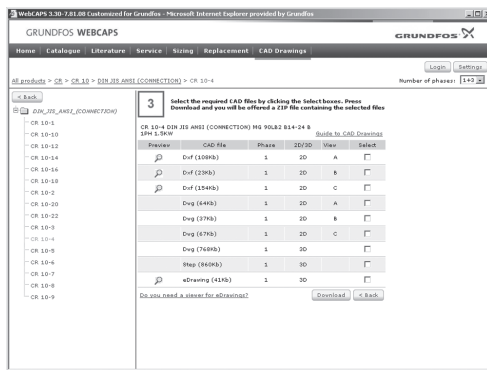 WebCAPS 3.30-7.81.08 Customized for Grundfos - Microsoft Internet Explorer provided by Grundfos
GRUNDFOS WEBCAPS
GRUNDFOS
Home Catalogue Literature Service Sizing Replacement CAD Drawings
Login Settings
All products > CR > CR 10 > DIN JIS ANSI (CONNECTION) > CR 10-4
Number of phases: 1+3
< Back
DIN_JIS_ANSI_(CONNECTION)
CR 10-1
CR 10-10
CR 10-12
CR 10-14
CR 10-16
CR 10-18
CR 10-2
CR 10-20
CR 10-22
CR 10-3
CR 10-4
CR 10-5
CR 10-6
CR 10-7
CR 10-8
CR 10-9
3
Select the required CAD files by clicking the Select boxes. Press
Download and you will be offered a ZIP file containing the selected files
CR 10-4 DIN JIS ANSI (CONNECTION) MG 90LB2 B14-24 B
1PH 1.5KW
Guide to CAD Drawings
Preview CAD file Phase 2D/3D View Select
Dxf (108Kb) 1 2D A
Dxf (23Kb) 1 2D B
Dxf (154Kb) 1 2D C
Dwg (64Kb) 1 2D A
Dwg (37Kb) 1 2D B
Dwg (67Kb) 1 2D C
Dwg (768Kb) 1 3D
Step (860Kb) 1 3D
eDrawing (41Kb) 1 3D
Do you need a viewer for eDrawings?
Download < Back